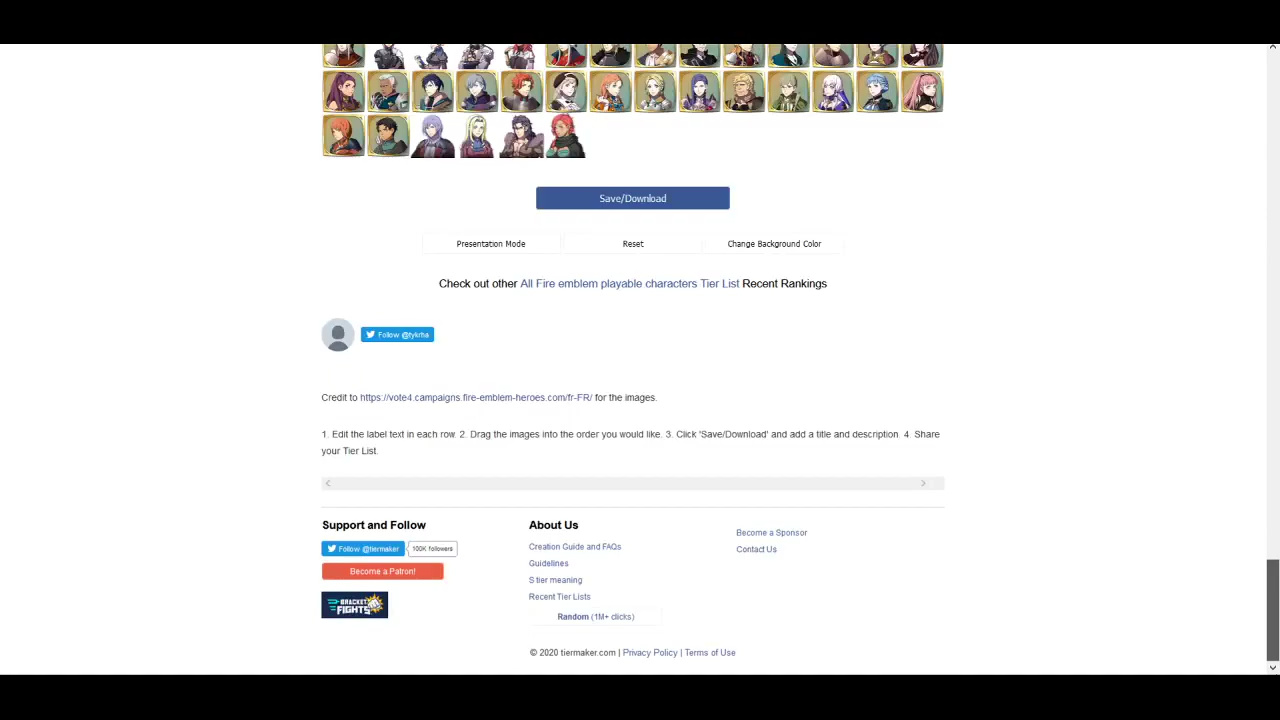 Save/Download
Presentation Mode
Reset
Change Background Color
Check out other All Fire emblem playable characters Tier List Recent Rankings
Follow @tykrha
Credit to https://vote4.campaigns.fire-emblem-heroes.com/fr-FR/ for the images.
1. Edit the label text in each row. 2. Drag the images into the order you would like. 3. Click 'Save/Download' and add a title and description. 4. Share
your Tier List.
Support and Follow
Follow @tiermaker
100K followers
Become a Patron!
BRACKET
FIGHTS
About Us
Creation Guide and FAQs
Guidelines
S tier meaning
Recent Tier Lists
Random (1M+ clicks)
Become a Sponsor
Contact Us
© 2020 tiermaker.com | Privacy Policy | Terms of Use